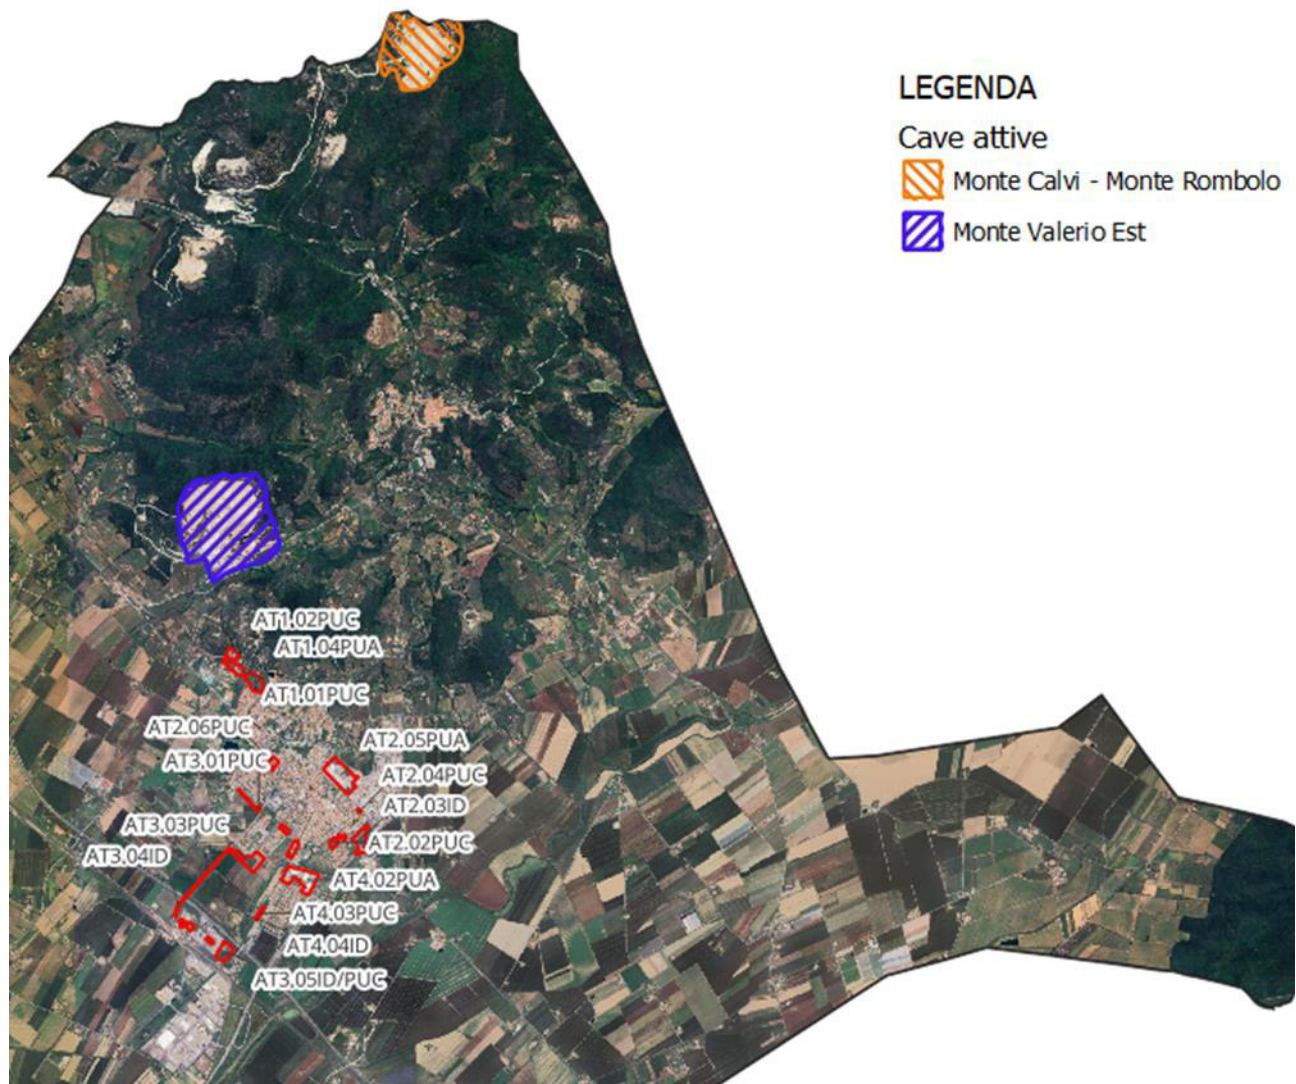 LEGENDA
Cave attive
Monte Calvi - Monte Rombolo
Monte Valerio Est
AT1.02PUC
AT1.04PUA
AT1.01PUC
AT2.06PUC
AT2.05PUA
AT3.01PUC
AT2.04PUC
AT2.03ID
AT3.03PUC
AT2.02PUC
AT3.04ID
AT4.02PUA
AT4.03PUC
AT4.04ID
AT3.05ID/PUC